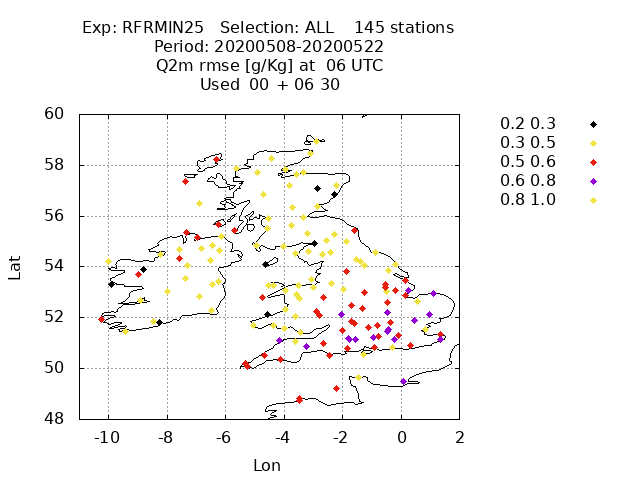 Exp: RFRMIN25   Selection: ALL    145 stations
Period: 20200508-20200522
Q2m rmse [g/Kg] at  06 UTC
Used  00 + 06 30
0.2 0.3
0.3 0.5
0.5 0.6
0.6 0.8
0.8 1.0
60
58
56
54
52
50
48
Lat
-10 -8 -6 -4 -2 0 2
Lon